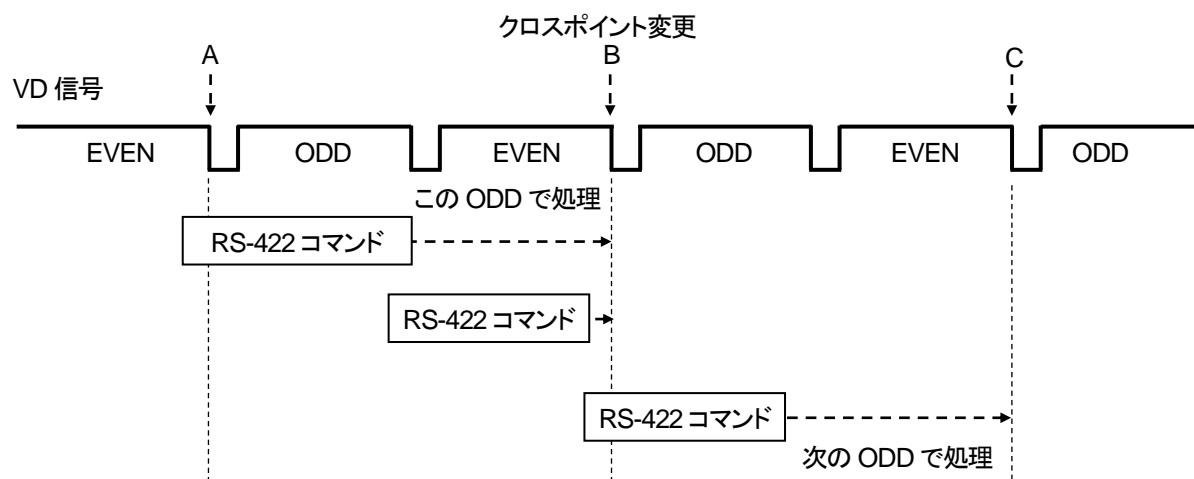 クロスポイント変更
A
B
C
VD 信号
EVEN
ODD
EVEN
ODD
EVEN
ODD
この ODD で処理
RS-422 コマンド
RS-422 コマンド
RS-422 コマンド
次の ODD で処理